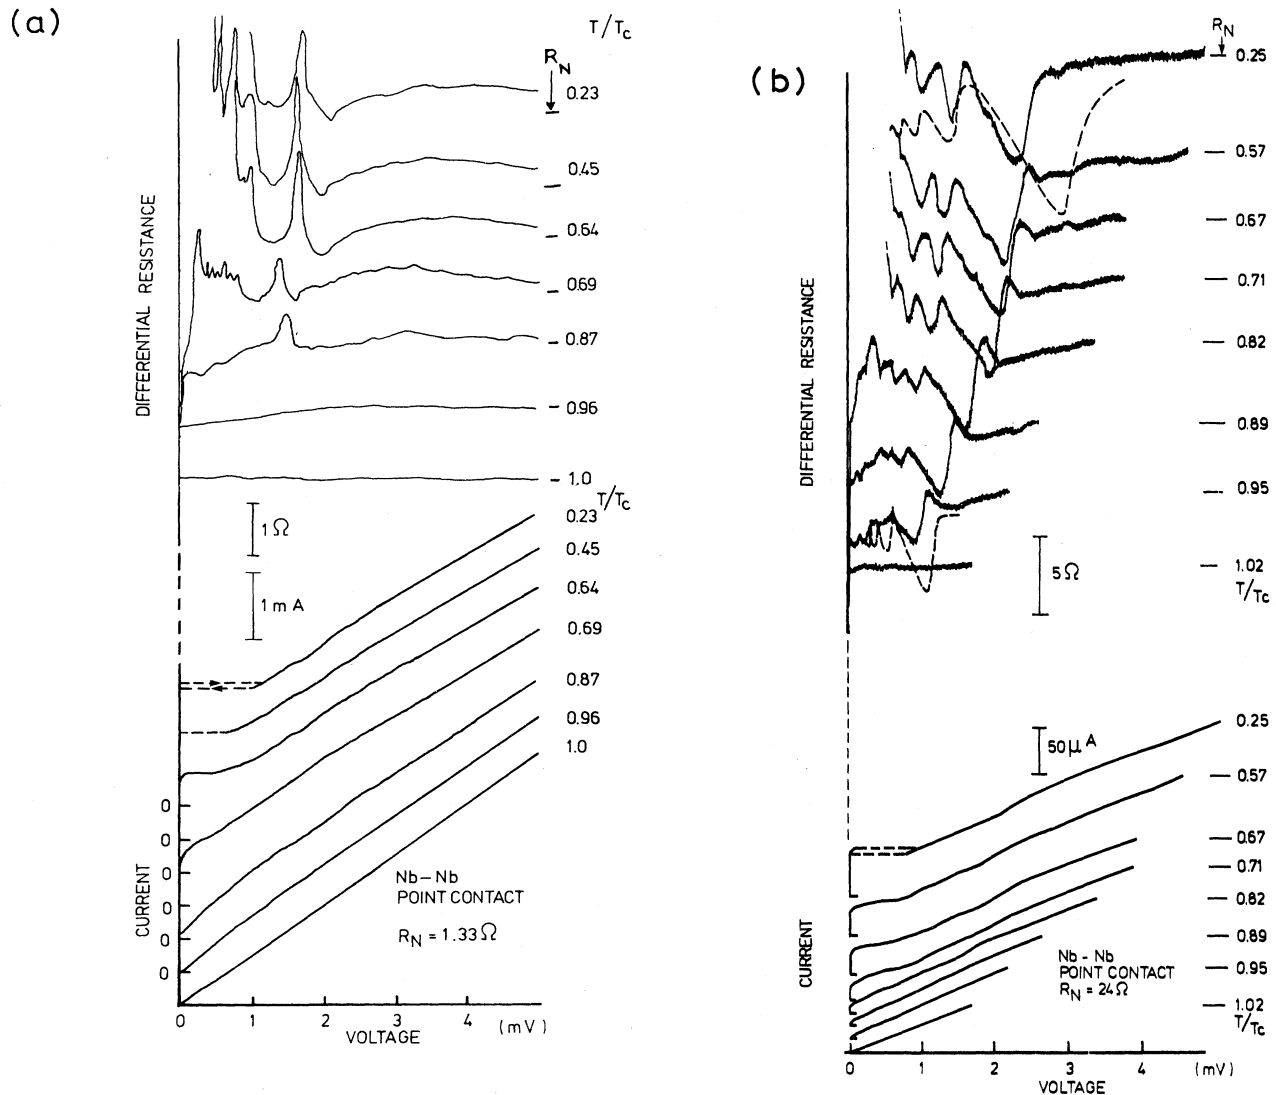 (a)
T/Tc
RN
0.23
0.45
0.64
0.69
0.87
0.96
1.0
DIFFERENTIAL RESISTANCE
1Ω
1mA
T/Tc
0.23
0.45
0.64
0.69
0.87
0.96
1.0
0
0
0
0
0
0
CURRENT
Nb–Nb
POINT CONTACT
RN = 1.33Ω
0 1 2 3 4 (mV)
VOLTAGE
(b)
RN
0.25
0.57
0.67
0.71
0.82
0.89
0.95
1.02
T/Tc
DIFFERENTIAL RESISTANCE
5Ω
50μA
0.25
0.57
0.67
0.71
0.82
0.89
0.95
1.02
T/Tc
CURRENT
Nb-Nb
POINT CONTACT
RN = 24Ω
0 1 2 3 4 (mV)
VOLTAGE